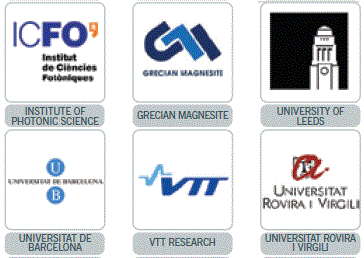 ICFO9
Institut
de Ciències
Fotòniques
GRECIAN MAGNESITE
INSTITUTE OF
PHOTONIC SCIENCE
GRECIAN MAGNESITE
UNIVERSITY OF
LEEDS
U
UNIVERSITAT DE BARCELONA
B
VTT
UNIVERSITAT
ROVIRA I VIRGILI
UNIVERSITAT DE
BARCELONA
VTT RESEARCH
UNIVERSITAT ROVIRA
I VIRGILI